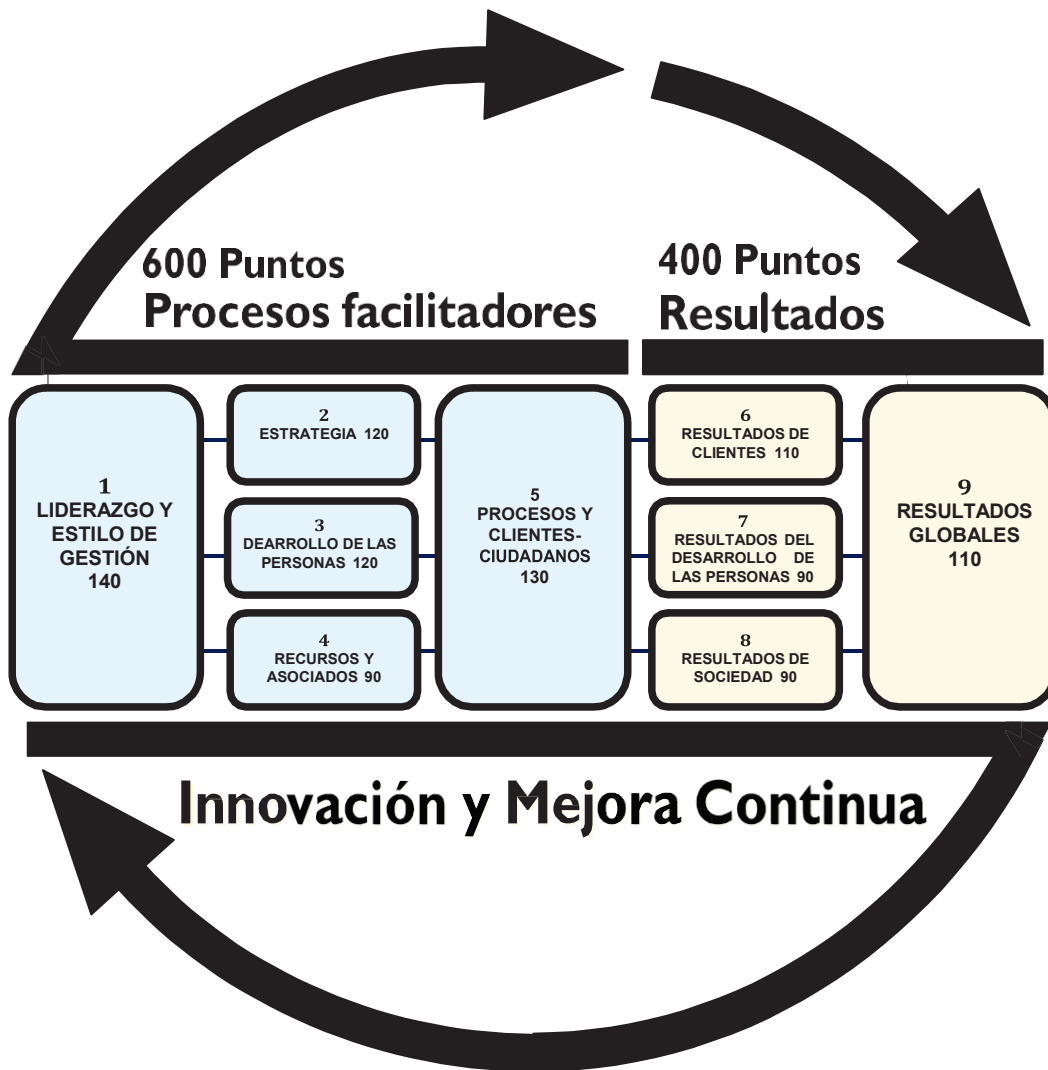 600 Puntos
Procesos facilitadores
400 Puntos
Resultados
1
LIDERAZGO Y
ESTILO DE
GESTIÓN
140
2
ESTRATEGIA 120
3
DEARROLLO DE LAS
PERSONAS 120
4
RECURSOS Y
ASOCIADOS 90
5
PROCESOS Y
CLIENTES-
CIUDADANOS
130
6
RESULTADOS DE
CLIENTES 110
7
RESULTADOS DEL
DESARROLLO DE
LAS PERSONAS 90
8
RESULTADOS DE
SOCIEDAD 90
9
RESULTADOS
GLOBALES
110
Innovación y Mejora Continua